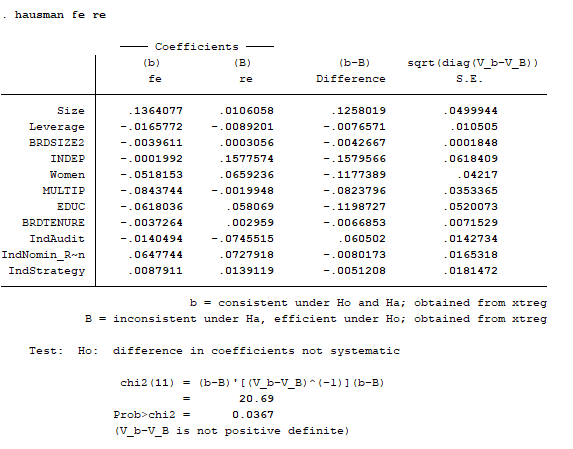 . hausman fe re
Coefficients
(b) (B) (b-B) sqrt(diag(V_b-V_B))
fe re Difference S.E.
Size .1364077 .0106058 .1258019 .0499944
Leverage -.0165772 -.0089201 -.0076571 .010505
BRDSIZE2 -.0039611 .0003056 -.0042667 .0001848
INDEP -.0001992 .1577574 -.1579566 .0618409
Women -.0518153 .0659236 -.1177389 .04217
MULTIP -.0843744 -.0019948 -.0823796 .0353365
EDUC -.0618036 .058069 -.1198727 .0520073
BRDTENURE -.0037264 .002959 -.0066853 .0071529
IndAudit -.0140494 -.0745515 .060502 .0142734
IndNomin_R~n .0647744 .0727918 -.0080173 .0165318
IndStrategy .0087911 .0139119 -.0051208 .0181472
b = consistent under Ho and Ha; obtained from xtreg
B = inconsistent under Ha, efficient under Ho; obtained from xtreg
Test: Ho: difference in coefficients not systematic
chi2(11) = (b-B)'[(V_b-V_B)^(-1)](b-B)
= 20.69
Prob>chi2 = 0.0367
(V_b-V_B is not positive definite)